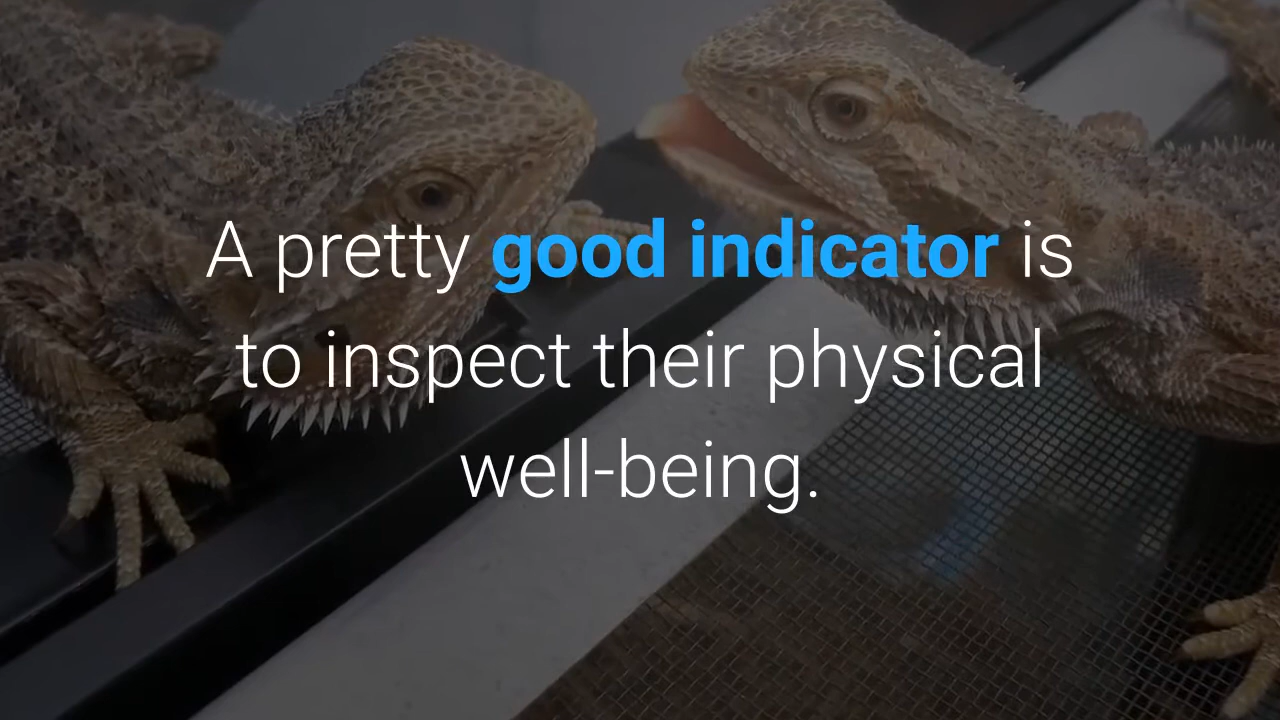 A pretty good indicator is
to inspect their physical
well-being.